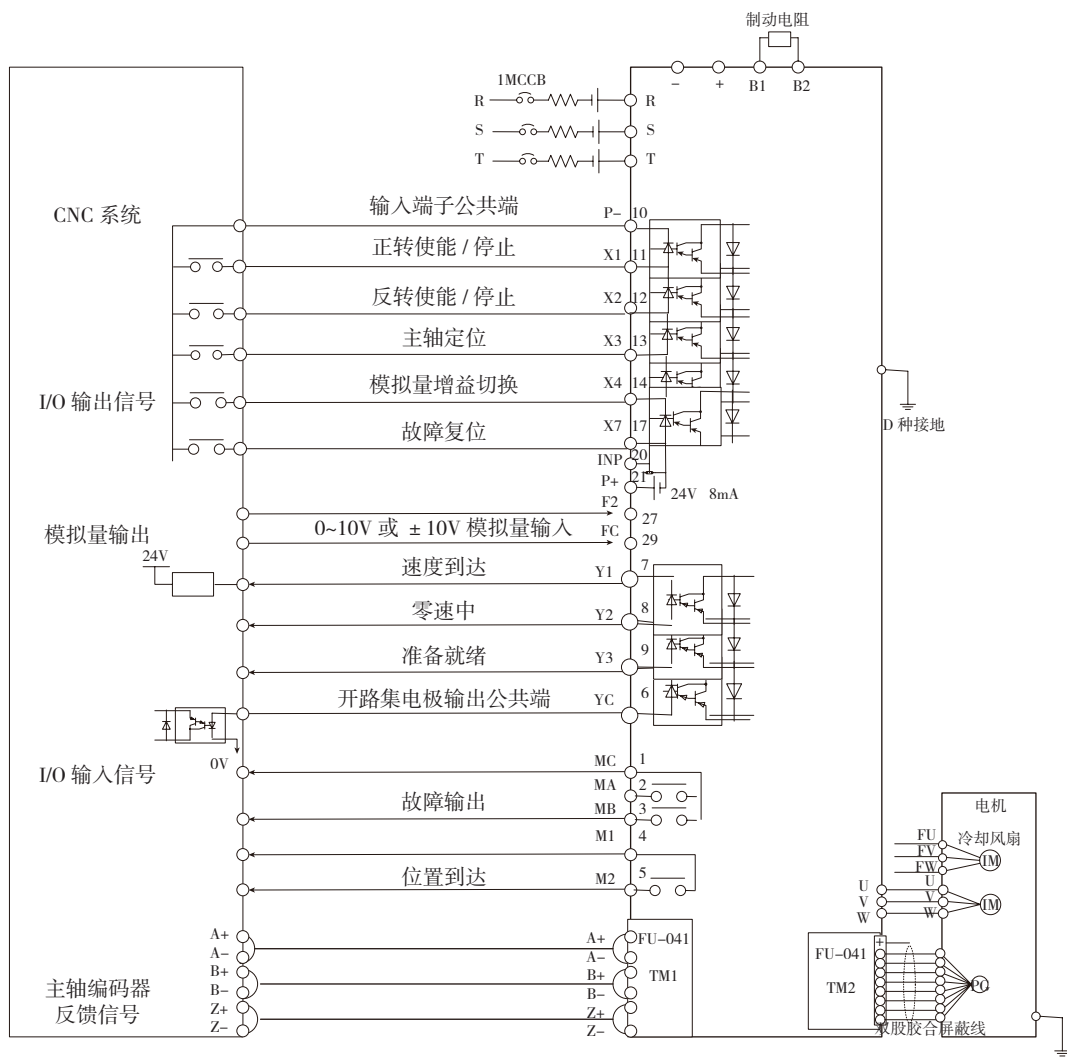 制动电阻
1MCCB
R
S
T
R
S
T
−
+
B1
B2
CNC 系统
输入端子公共端
P− 10
正转使能 / 停止
X1 11
反转使能 / 停止
X2 12
主轴定位
X3 13
I/O 输出信号
模拟量增益切换
X4 14
故障复位
X7 17
INP 20
P+ 21
24V 8mA
D 种接地
模拟量输出
F2 27
0~10V 或 ± 10V 模拟量输入
FC 29
24V
速度到达
Y1 7
零速中
Y2 8
准备就绪
Y3 9
开路集电极输出公共端
YC 6
0V
I/O 输入信号
MC 1
MA 2
故障输出
MB 3
M1 4
位置到达
M2 5
电机
冷却风扇
FU
FV
FW
IM
U
V
W
U
V
W
IM
主轴编码器
反馈信号
A+
A−
B+
B−
Z+
Z−
A+
A−
B+
B−
Z+
Z−
FU−041
TM1
FU−041
TM2
+
PG
双股胶合屏蔽线